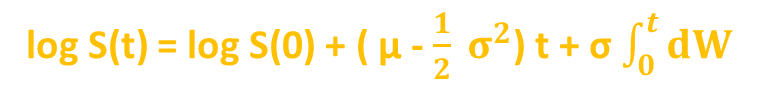 log S(t) = log S(0) + ( μ - 1/2 σ²) t + σ ∫₀ᵗ dW